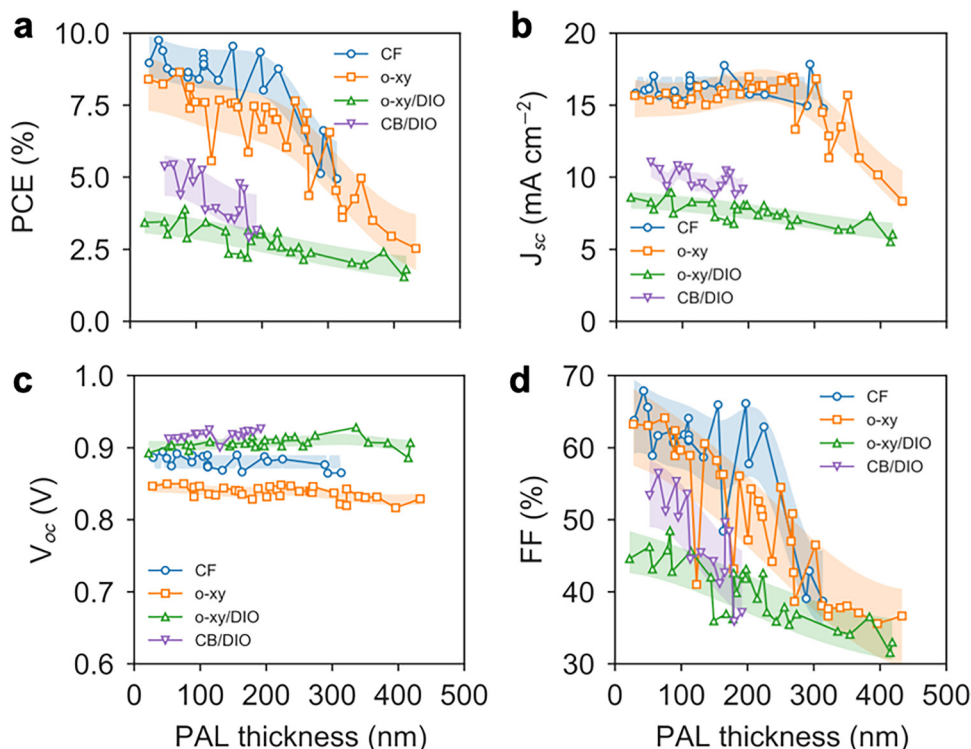 a
PCE (%)
10.0
7.5
5.0
2.5
0.0
CF
o-xy
o-xy/DIO
CB/DIO
b
J_sc (mA cm⁻²)
20
15
10
5
0
CF
o-xy
o-xy/DIO
CB/DIO
c
V_oc (V)
1.0
0.9
0.8
0.7
0.6
CF
o-xy
o-xy/DIO
CB/DIO
0 100 200 300 400 500
PAL thickness (nm)
d
FF (%)
70
60
50
40
30
CF
o-xy
o-xy/DIO
CB/DIO
0 100 200 300 400 500
PAL thickness (nm)